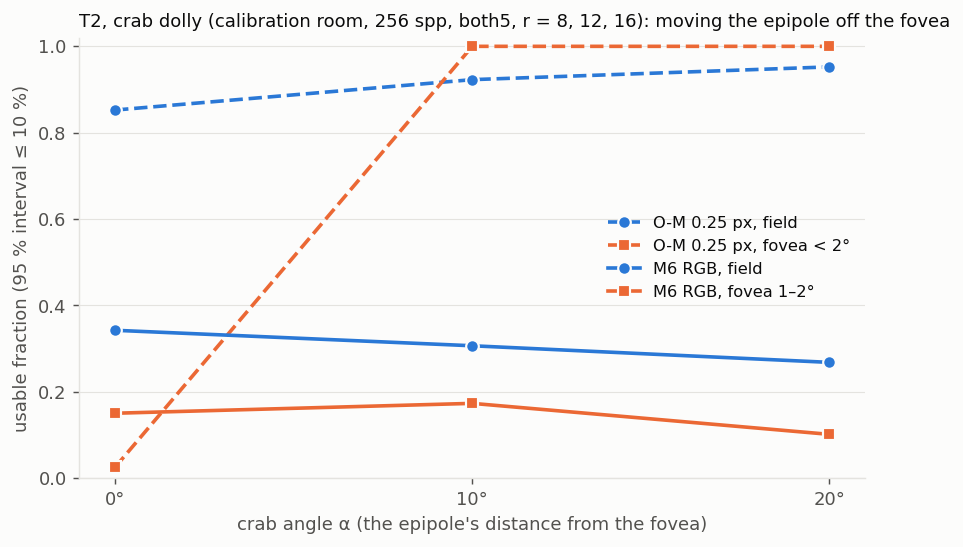 T2, crab dolly (calibration room, 256 spp, both5, r = 8, 12, 16): moving the epipole off the fovea
usable fraction (95 % interval ≤ 10 %)
1.0
0.8
0.6
0.4
0.2
0.0
O-M 0.25 px, field
O-M 0.25 px, fovea < 2°
M6 RGB, field
M6 RGB, fovea 1–2°
0°
10°
20°
crab angle α (the epipole's distance from the fovea)